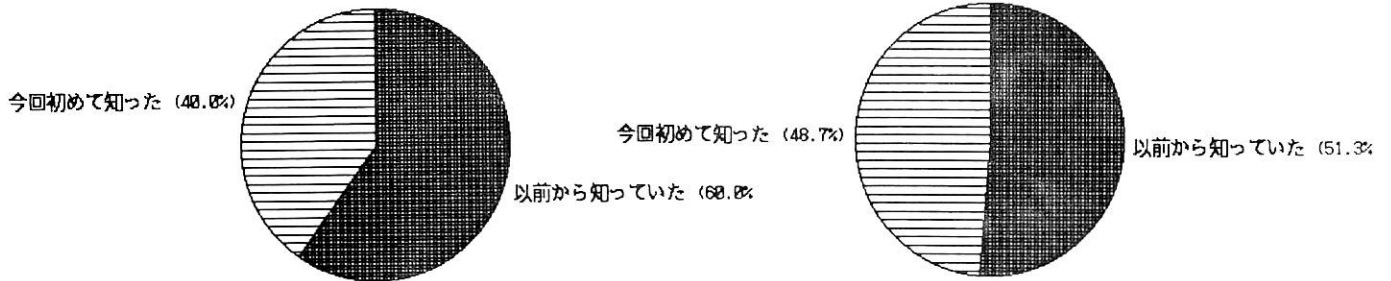 今回初めて知った (40.0%)
以前から知っていた (60.0%
今回初めて知った (48.7%)
以前から知っていた (51.3%